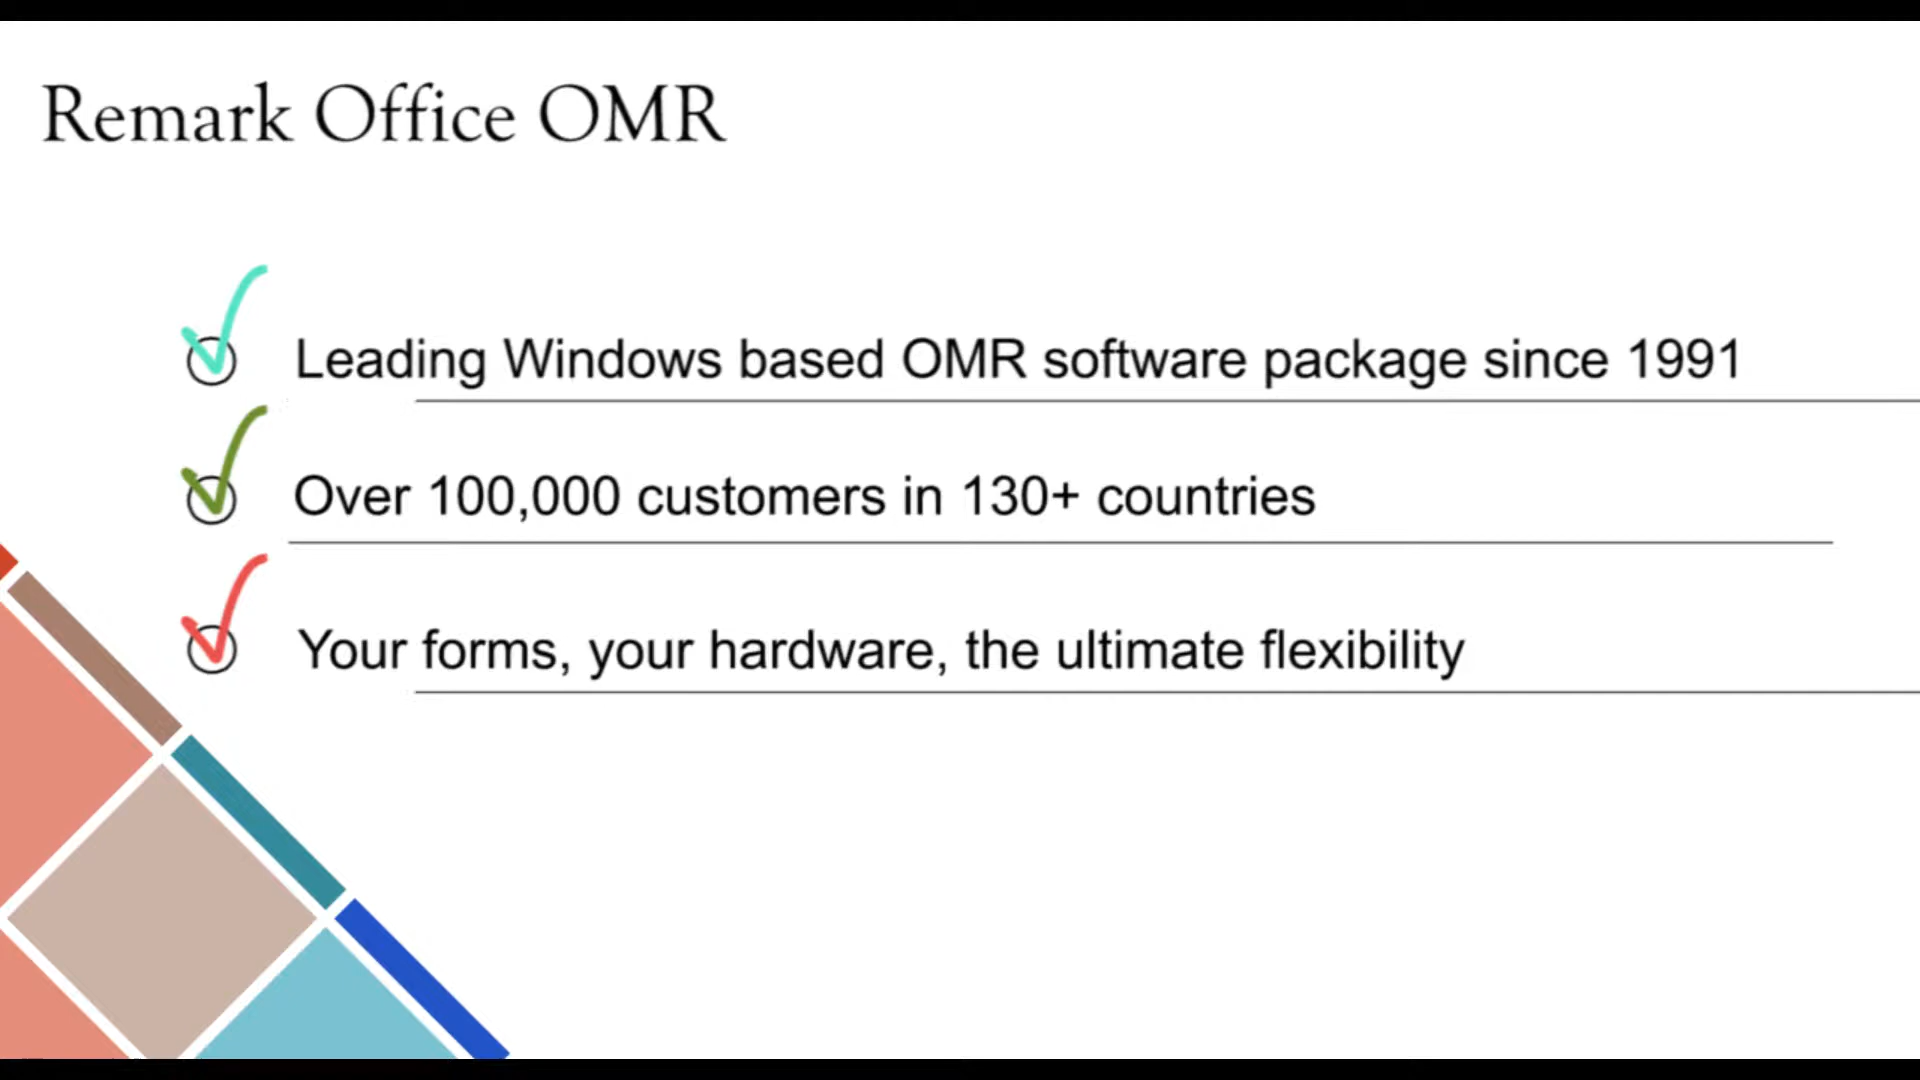 Remark Office OMR
Leading Windows based OMR software package since 1991
Over 100,000 customers in 130+ countries
Your forms, your hardware, the ultimate flexibility